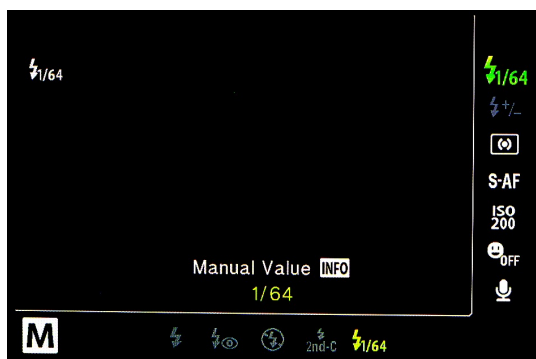 1/64
1/64
+/-
S-AF
ISO
200
OFF
Manual Value INFO
1/64
M
2nd-C 1/64